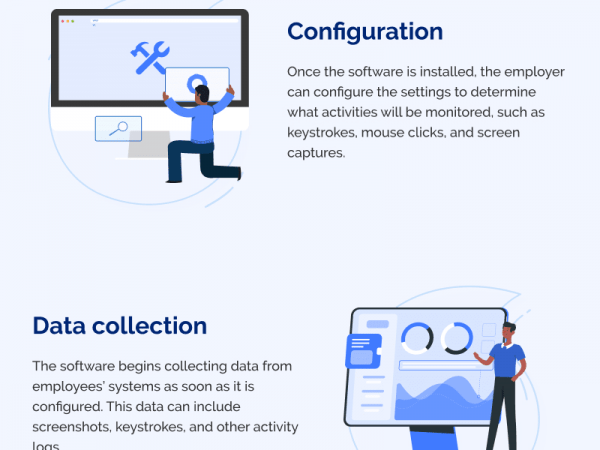 Configuration
Once the software is installed, the employer
can configure the settings to determine
what activities will be monitored, such as
keystrokes, mouse clicks, and screen
captures.
Data collection
The software begins collecting data from
employees' systems as soon as it is
configured. This data can include
screenshots, keystrokes, and other activity
logs.